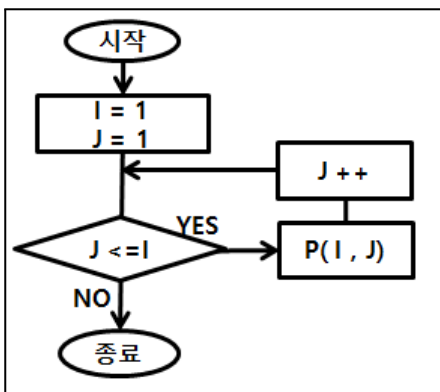 시작
I = 1
J = 1
J ++
YES
J <=I
P( I , J)
NO
종료